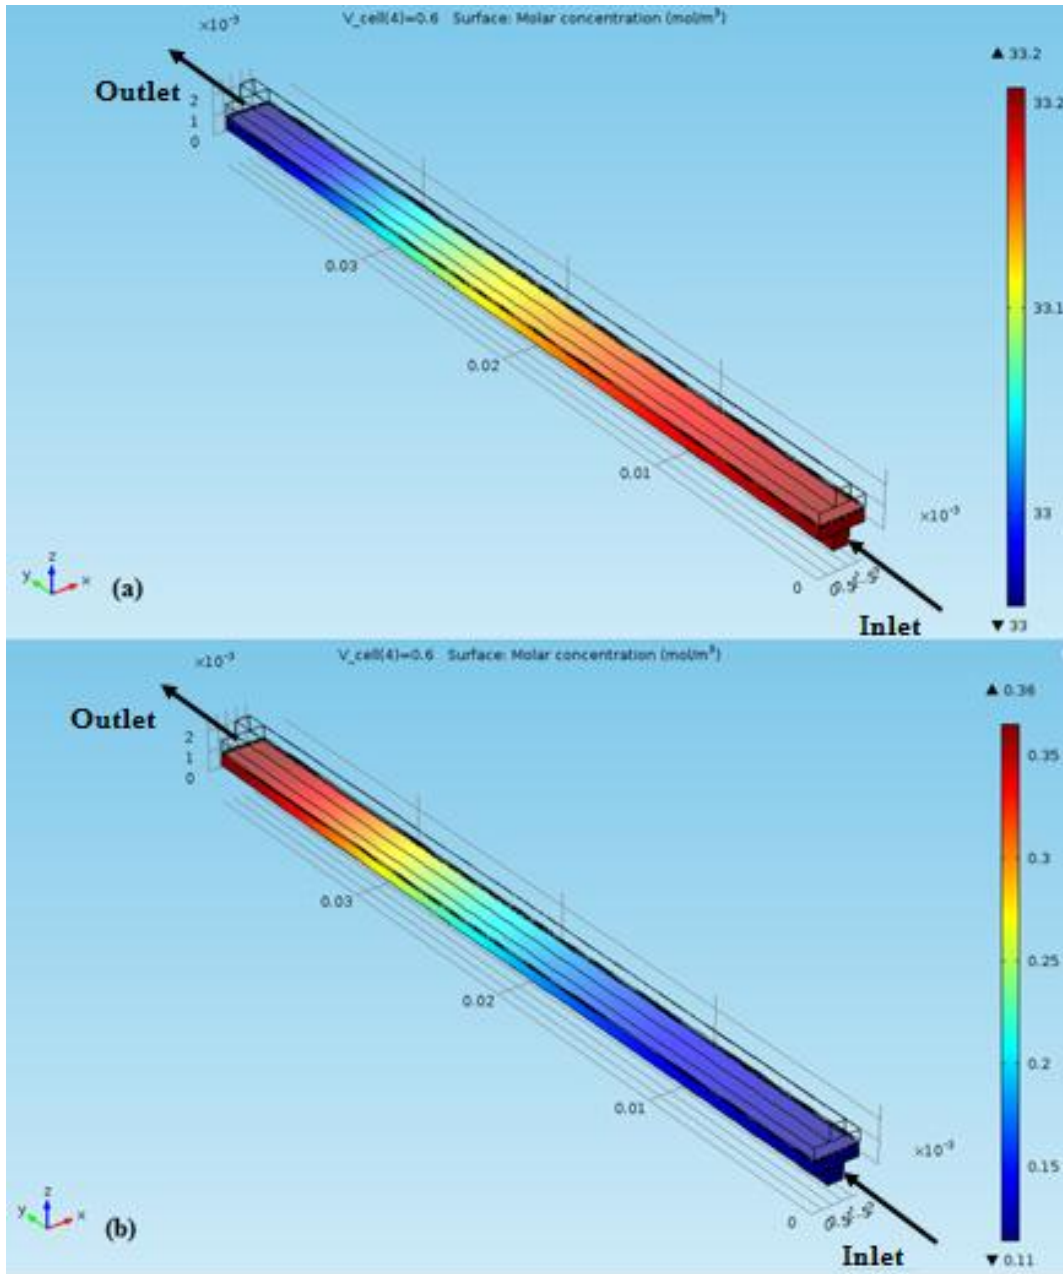 V_cell(4)=0.6 Surface: Molar concentration (mol/m³)
×10⁻³
▲ 33.2
Outlet
2
1
0
33.2
0.03
33.1
0.02
0.01
×10⁻³
33
0
z
y
x
(a)
Inlet
▼ 33
V_cell(4)=0.6 Surface: Molar concentration (mol/m³)
×10⁻³
▲ 0.36
Outlet
2
1
0
0.35
0.3
0.03
0.25
0.02
0.2
0.01
×10⁻³
0.15
0
z
y
x
(b)
Inlet
▼ 0.11